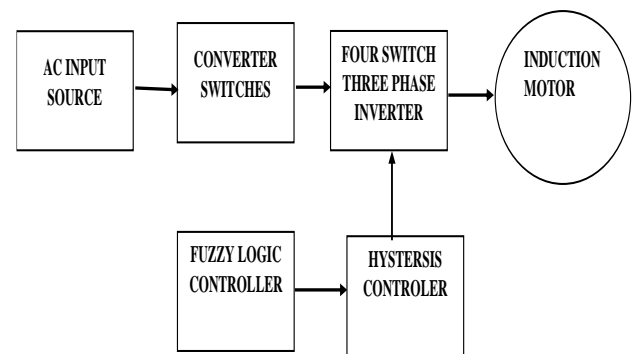 AC INPUT
SOURCE
CONVERTER
SWITCHES
FOUR SWITCH
THREE PHASE
INVERTER
INDUCTION
MOTOR
FUZZY LOGIC
CONTROLLER
HYSTERSIS
CONTROLER